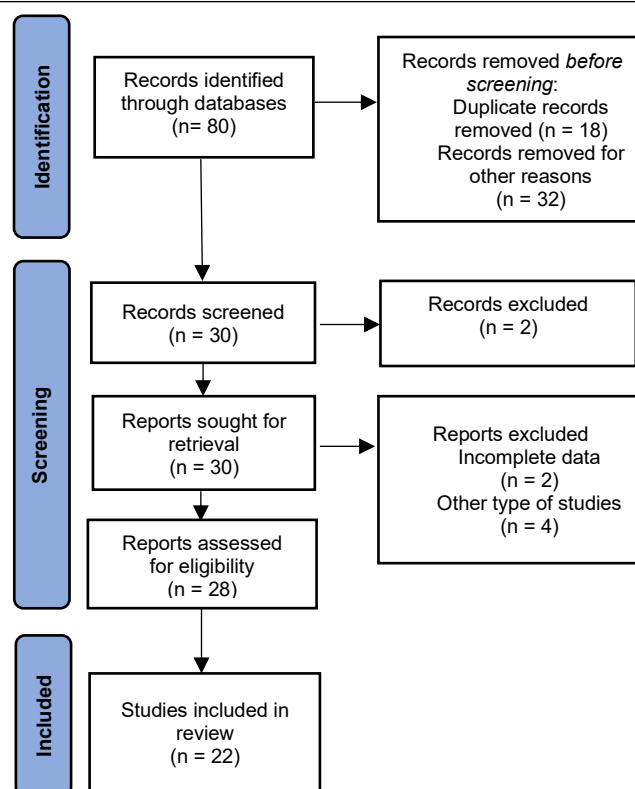 Identification
Records identified
through databases
(n= 80)
Records removed before
screening:
Duplicate records
removed (n = 18)
Records removed for
other reasons
(n = 32)
Screening
Records screened
(n = 30)
Records excluded
(n = 2)
Reports sought for
retrieval
(n = 30)
Reports excluded
Incomplete data
(n = 2)
Other type of studies
(n = 4)
Reports assessed
for eligibility
(n = 28)
Included
Studies included in
review
(n = 22)